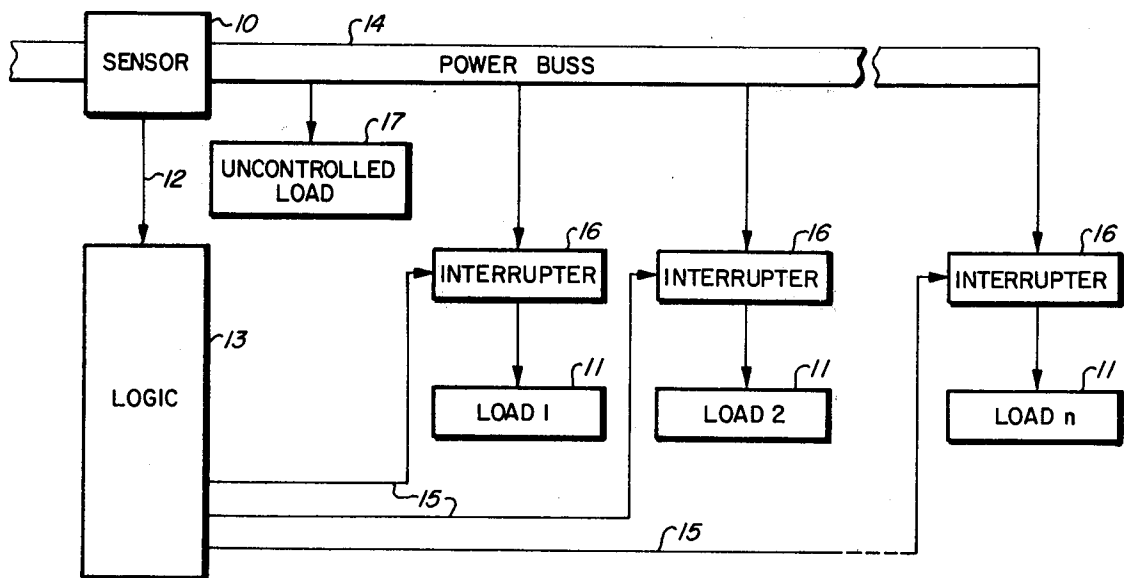 10
14
SENSOR
POWER BUSS
17
12
UNCONTROLLED
LOAD
16
16
16
INTERRUPTER
INTERRUPTER
INTERRUPTER
13
11
11
11
LOGIC
LOAD 1
LOAD 2
LOAD n
15
15